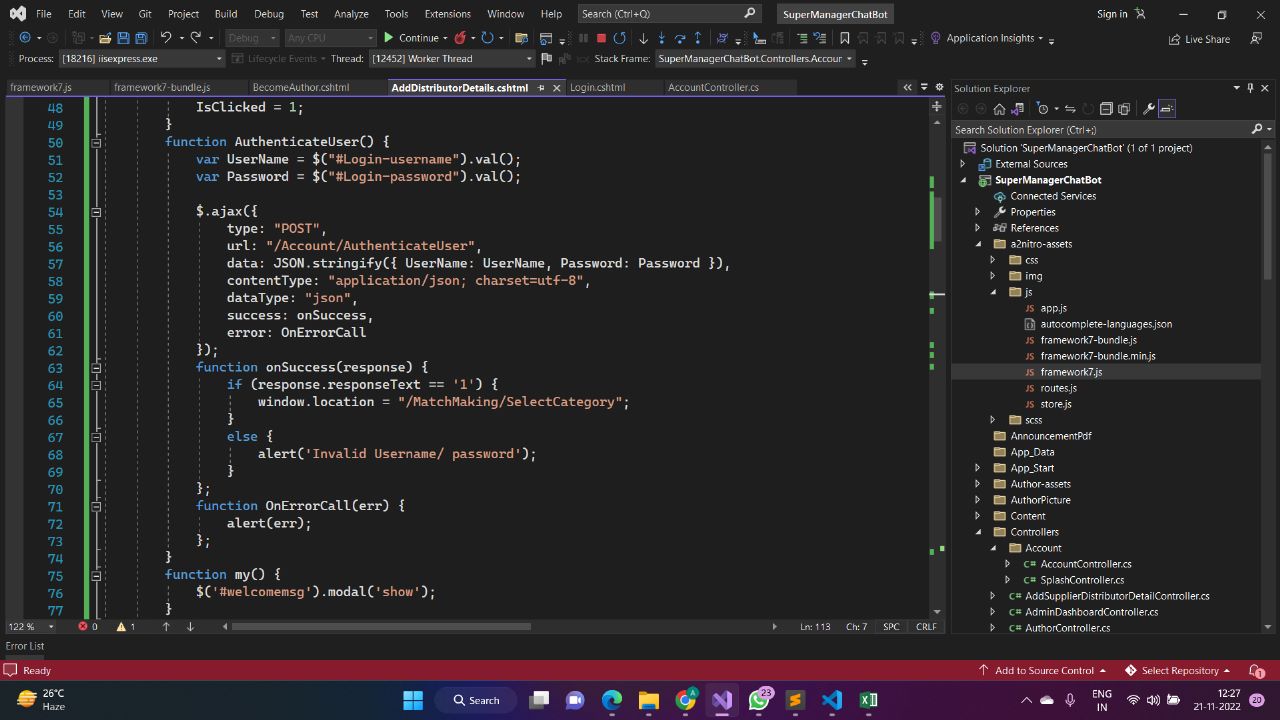 File Edit View Git Project Build Debug Test Analyze Tools Extensions Window Help Search (Ctrl+Q) SuperManagerChatBot Sign in
Debug Any CPU Continue Application Insights Live Share
Process: [18216] iisexpress.exe Lifecycle Events Thread: [12452] Worker Thread Stack Frame: SuperManagerChatBot.Controllers.Accour
framework7.js framework7-bundle.js BecomeAuthor.cshtml AddDistributorDetails.cshtml Login.cshtml AccountController.cs
48 IsClicked = 1;
49 }
50 function AuthenticateUser() {
51 var UserName = $("#Login-username").val();
52 var Password = $("#Login-password").val();
53
54 $.ajax({
55 type: "POST",
56 url: "/Account/AuthenticateUser",
57 data: JSON.stringify({ UserName: UserName, Password: Password }),
58 contentType: "application/json; charset=utf-8",
59 dataType: "json",
60 success: onSuccess,
61 error: OnErrorCall
62 });
63 function onSuccess(response) {
64 if (response.responseText == '1') {
65 window.location = "/MatchMaking/SelectCategory";
66 }
67 else {
68 alert('Invalid Username/ password');
69 }
70 };
71 function OnErrorCall(err) {
72 alert(err);
73 };
74 }
75 function my() {
76 $('#welcomemsg').modal('show');
77 }
122 % 0 1 Ln: 113 Ch: 7 SPC CRLF
Error List
Solution Explorer
Search Solution Explorer (Ctrl+;)
Solution 'SuperManagerChatBot' (1 of 1 project)
External Sources
SuperManagerChatBot
Connected Services
Properties
References
a2nitro-assets
css
img
js
JS app.js
autocomplete-languages.json
JS framework7-bundle.js
JS framework7-bundle.min.js
JS framework7.js
JS routes.js
JS store.js
scss
AnnouncementPdf
App_Data
App_Start
Author-assets
AuthorPicture
Content
Controllers
Account
C# AccountController.cs
C# SplashController.cs
C# AddSupplierDistributorDetailController.cs
C# AdminDashboardController.cs
C# AuthorController.cs
Ready Add to Source Control Select Repository 1
26°C
Haze
Search
A
23
ENG
IN
12:27
21-11-2022
20